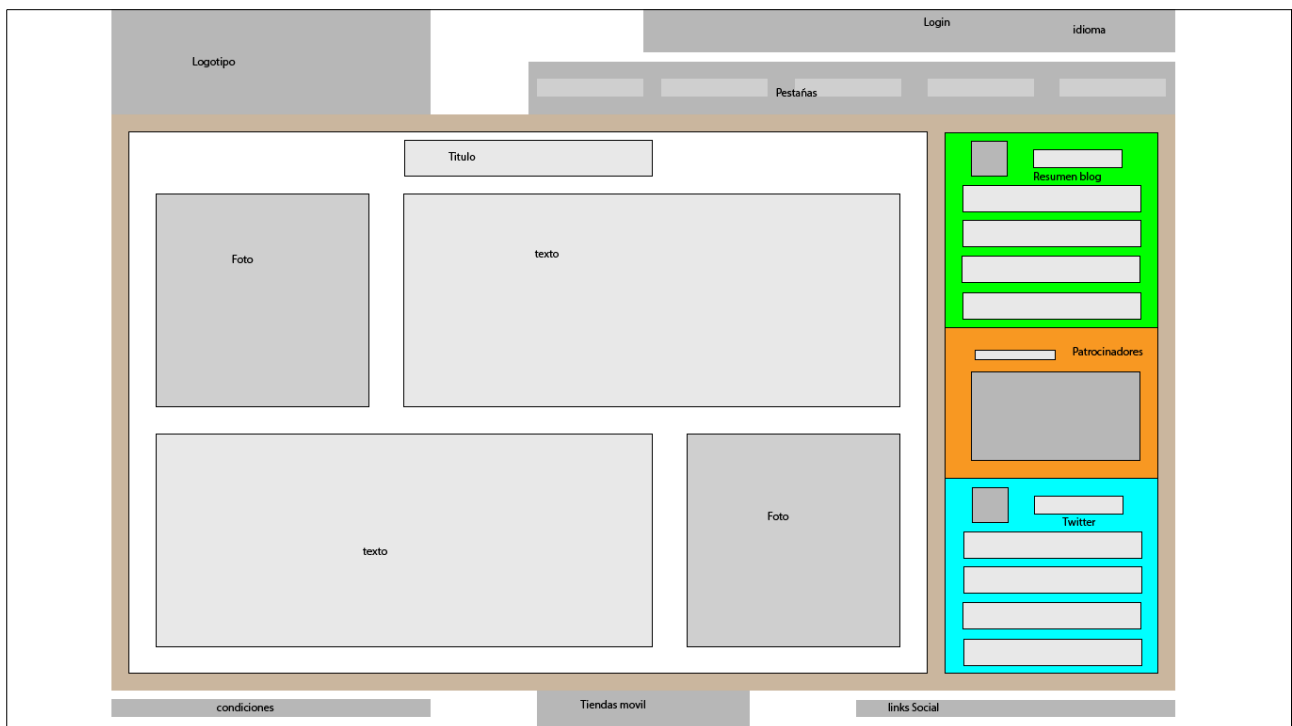 Login
idioma
Logotipo
Pestañas
Titulo
Foto
texto
texto
Foto
Resumen blog
Patrocinadores
Twitter
condiciones
Tiendas movil
links Social